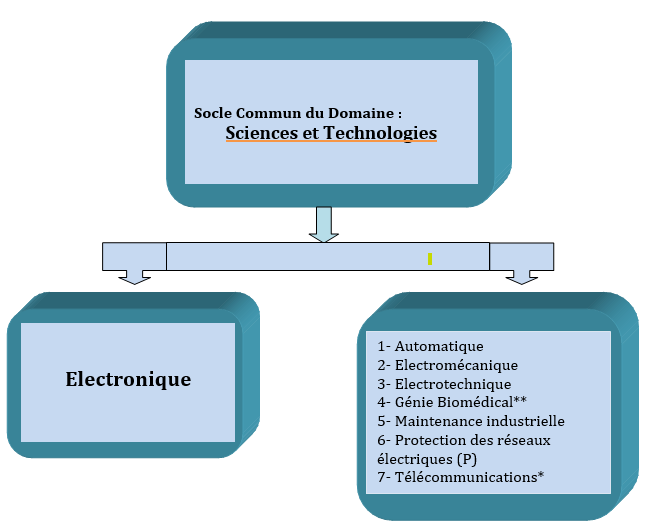 Socle Commun du Domaine :
Sciences et Technologies
Electronique
1- Automatique
2- Electromécanique
3- Electrotechnique
4- Génie Biomédical**
5- Maintenance industrielle
6- Protection des réseaux
électriques (P)
7- Télécommunications*